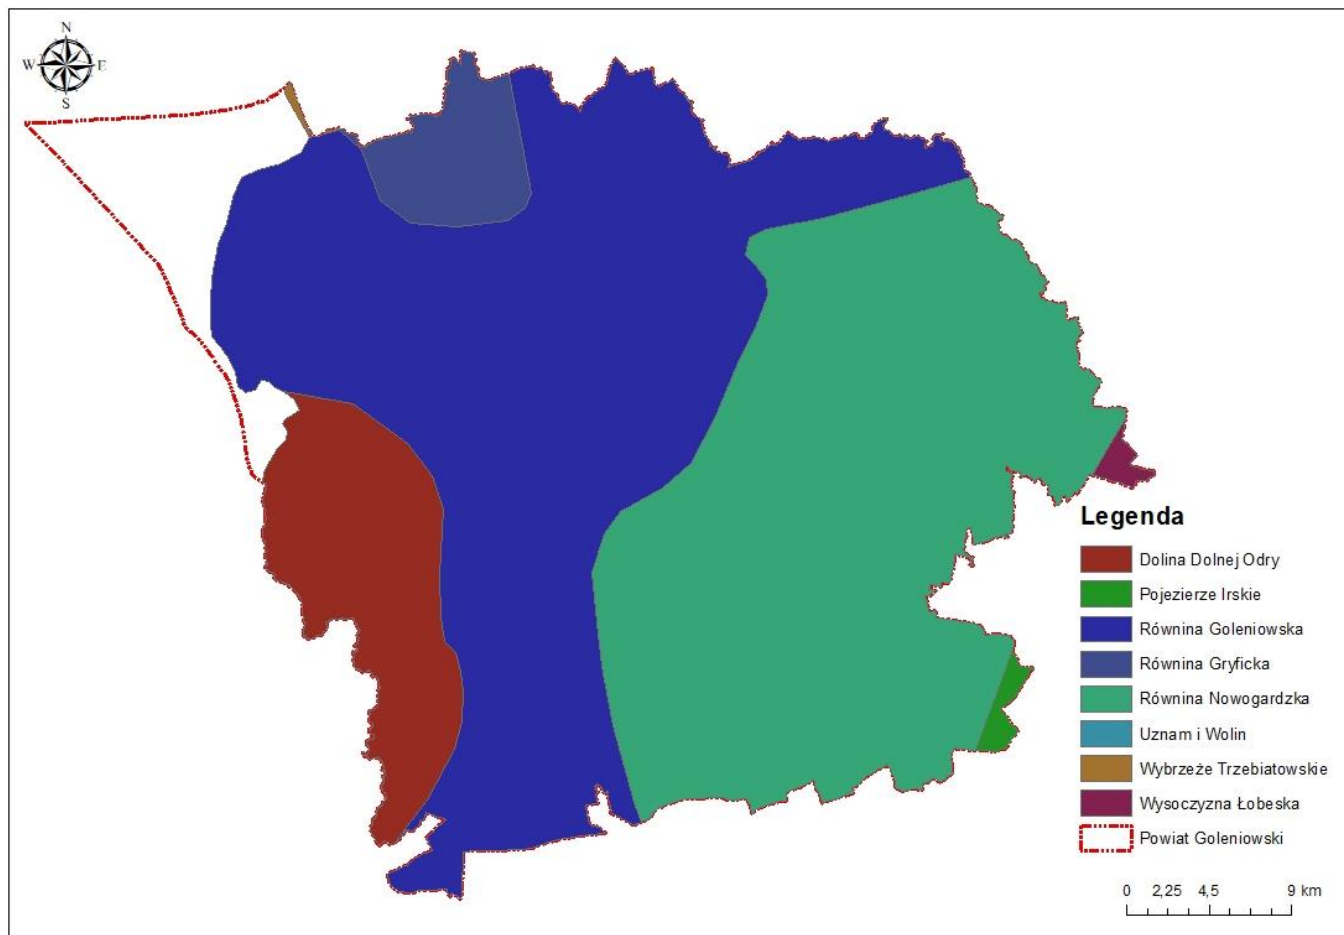 N
W E
S
Legenda
Dolina Dolnej Odry
Pojezierze Irskie
Równina Goleniowska
Równina Gryficka
Równina Nowogardzka
Uznam i Wolin
Wybrzeże Trzebiatowskie
Wysoczyzna Łobeska
Powiat Goleniowski
0 2,25 4,5 9 km